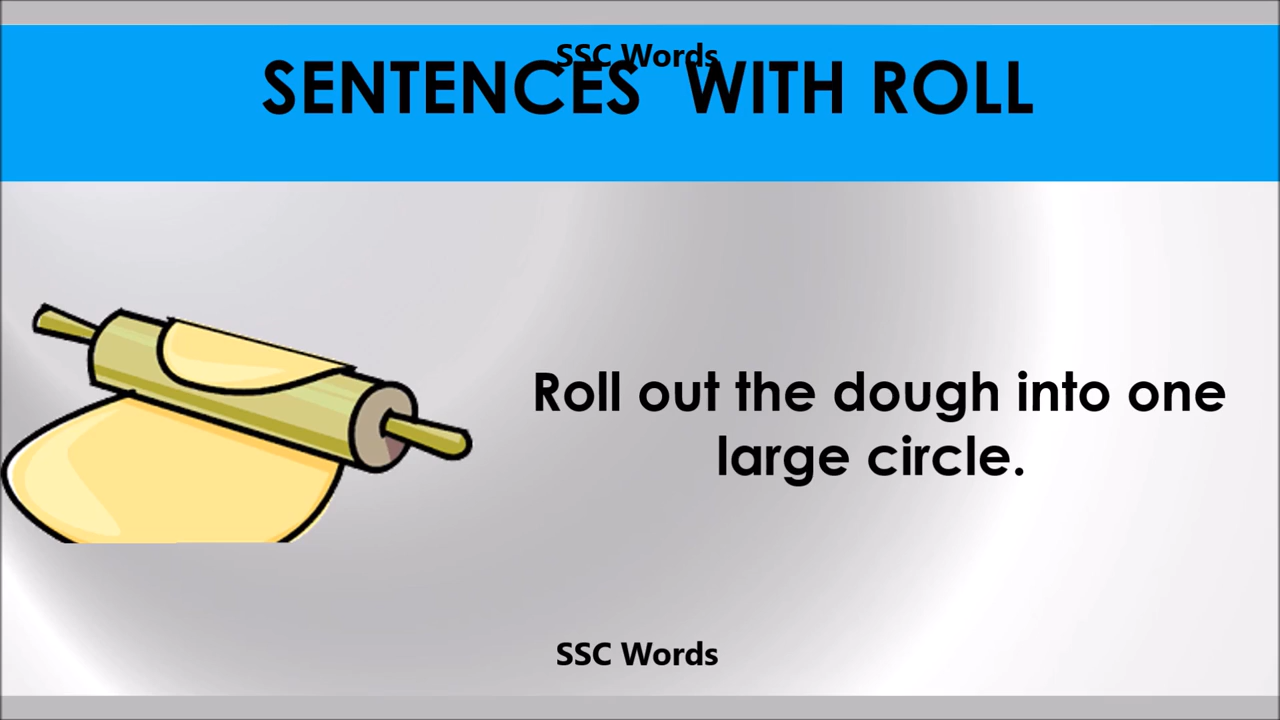 SSC Words
SENTENCES WITH ROLL
Roll out the dough into one
large circle.
SSC Words